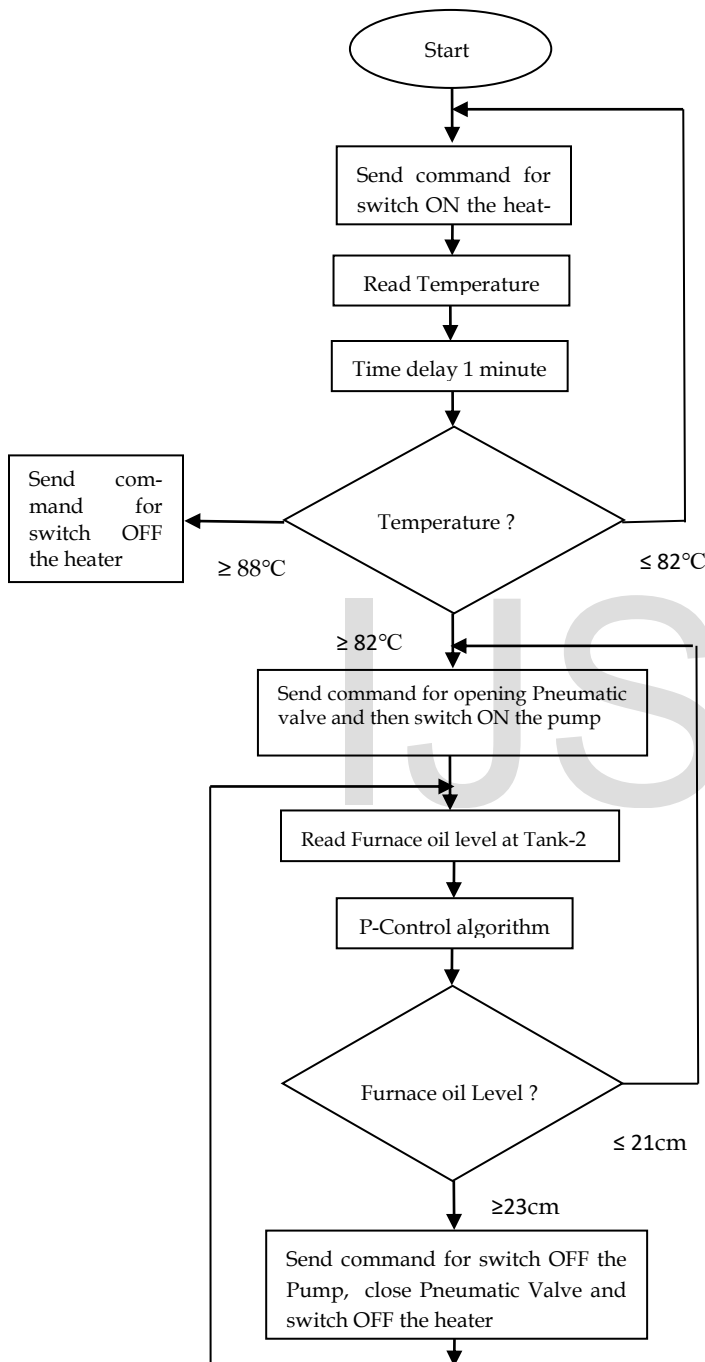 Start
Send command for
switch ON the heat-
Read Temperature
Time delay 1 minute
Send com-
mand for
switch OFF
the heater
Temperature ?
≥ 88°C
≤ 82°C
≥ 82°C
Send command for opening Pneumatic
valve and then switch ON the pump
IJS
Read Furnace oil level at Tank-2
P-Control algorithm
Furnace oil Level ?
≤ 21cm
≥23cm
Send command for switch OFF the
Pump, close Pneumatic Valve and
switch OFF the heater